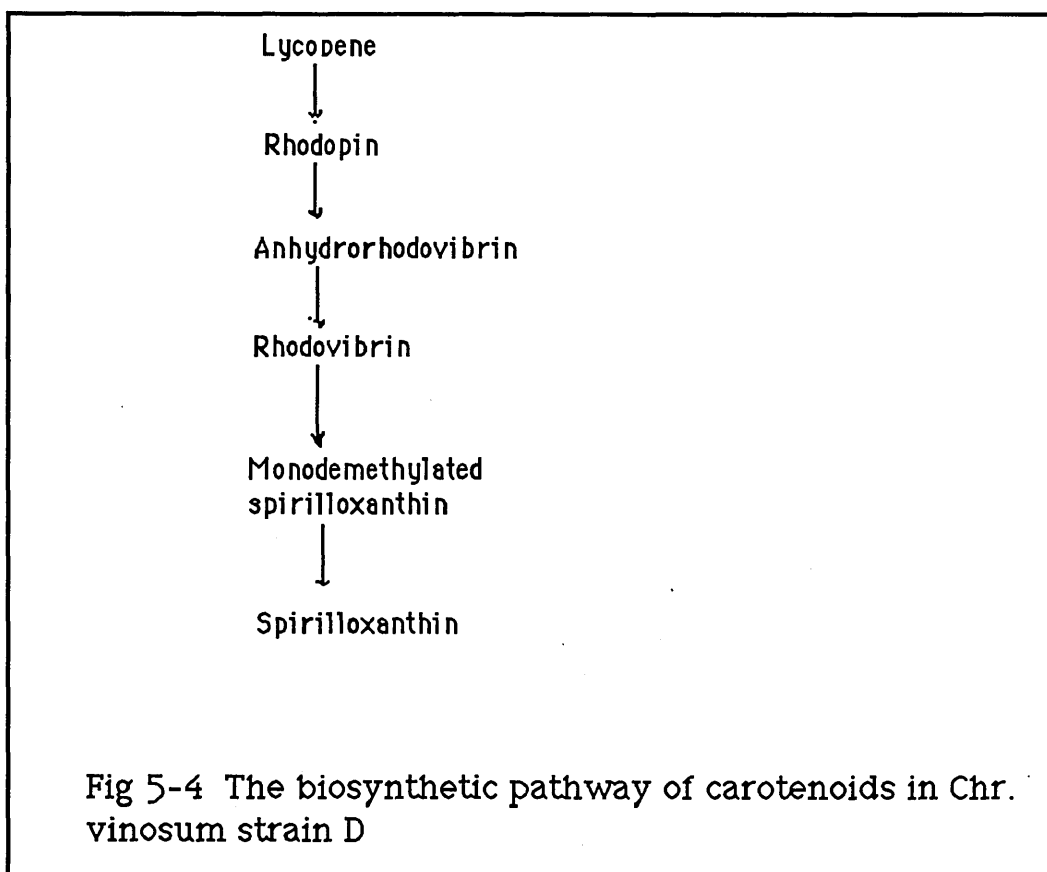 Lycopene
Rhodopin
Anhydrorhodovibrin
Rhodovibrin
Monodemethylated
spirilloxanthin
Spirilloxanthin
Fig 5-4 The biosynthetic pathway of carotenoids in Chr.
vinosum strain D